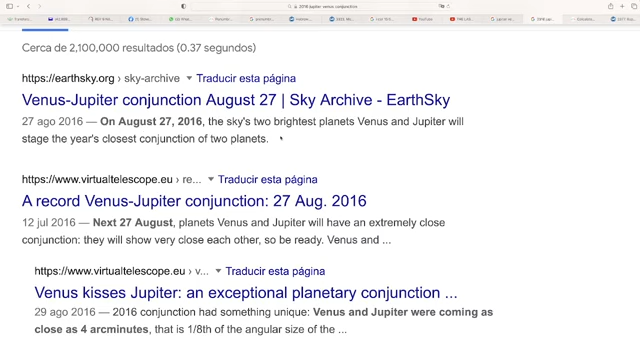 2016 jupiter venus conjunction
Cerca de 2,100,000 resultados (0.37 segundos)
https://earthsky.org › sky-archive ▼ Traducir esta página
Venus-Jupiter conjunction August 27 | Sky Archive - EarthSky
27 ago 2016 — On August 27, 2016, the sky's two brightest planets Venus and Jupiter will
stage the year's closest conjunction of two planets.
https://www.virtualtelescope.eu › re... ▼ Traducir esta página
A record Venus-Jupiter conjunction: 27 Aug. 2016
12 jul 2016 — Next 27 August, planets Venus and Jupiter will have an extremely close
conjunction: they will show very close each other, so be ready. Venus and ...
https://www.virtualtelescope.eu › v... ▼ Traducir esta página
Venus kisses Jupiter: an exceptional planetary conjunction ...
29 ago 2016 — 2016 conjunction had something unique: Venus and Jupiter were coming as
close as 4 arcminutes, that is 1/8th of the angular size of the ...